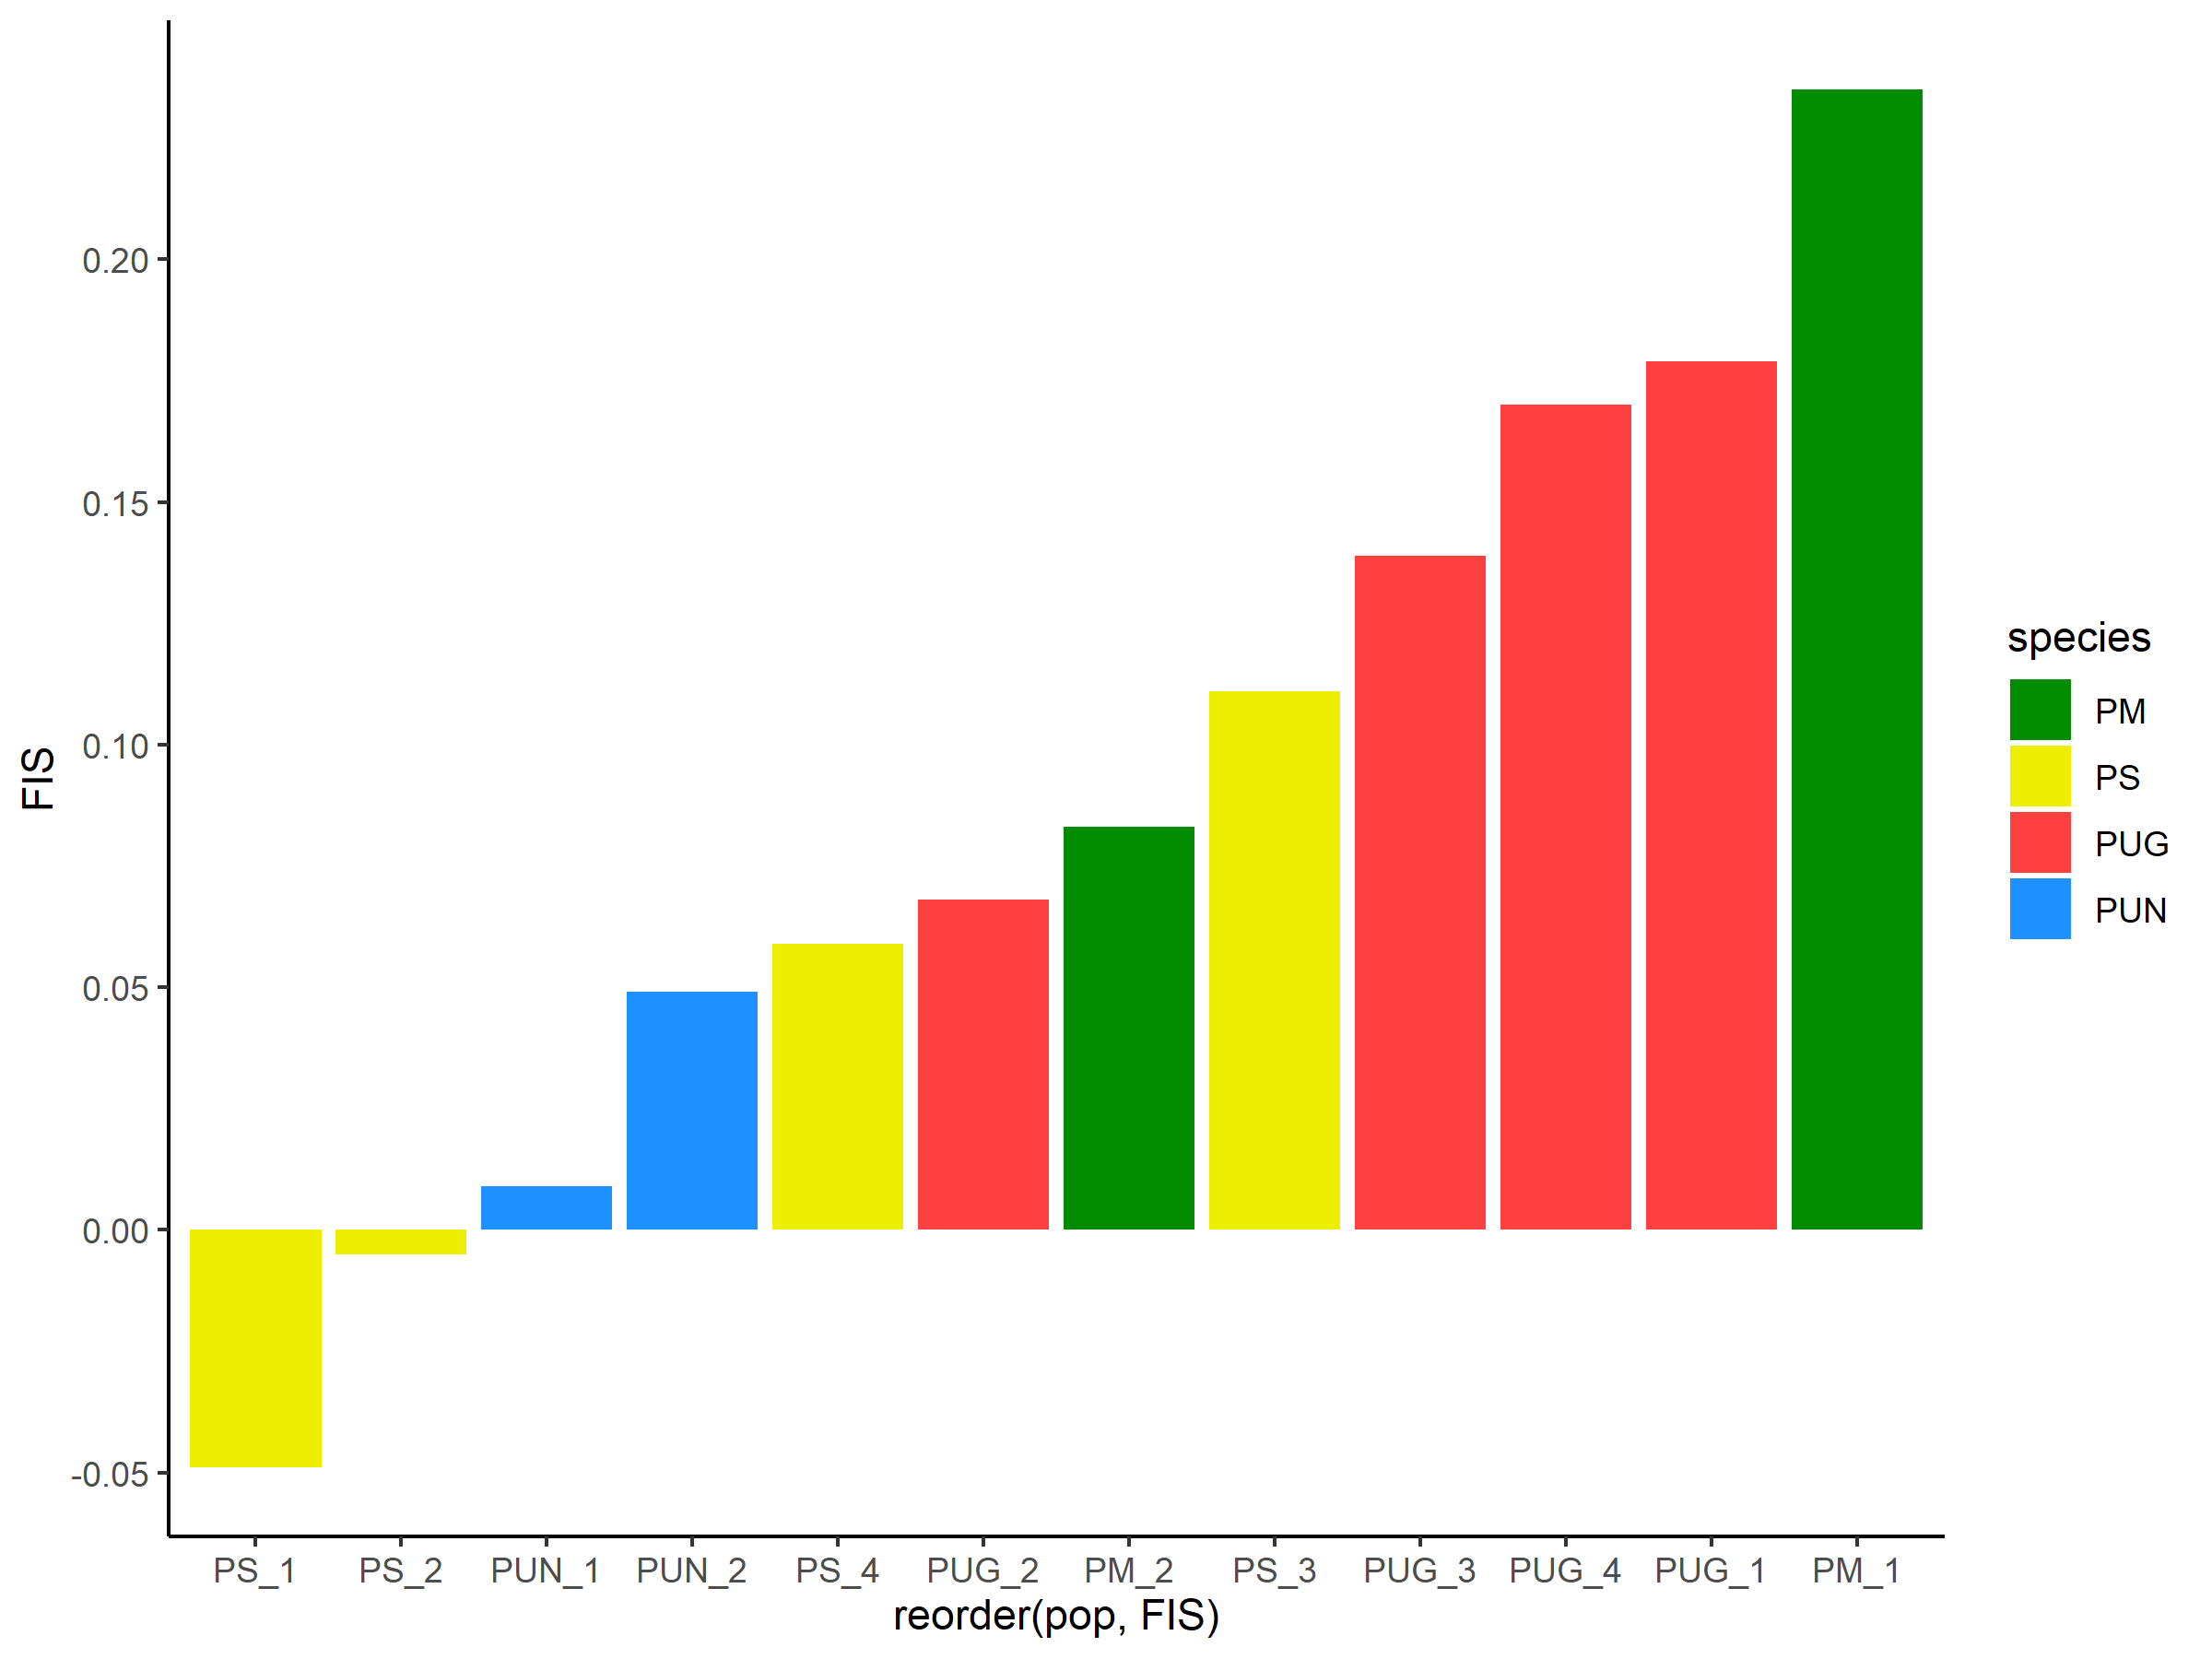 FIS
0.20
0.15
0.10
0.05
0.00
-0.05
PS_1 PS_2 PUN_1 PUN_2 PS_4 PUG_2 PM_2 PS_3 PUG_3 PUG_4 PUG_1 PM_1
reorder(pop, FIS)
species
PM
PS
PUG
PUN